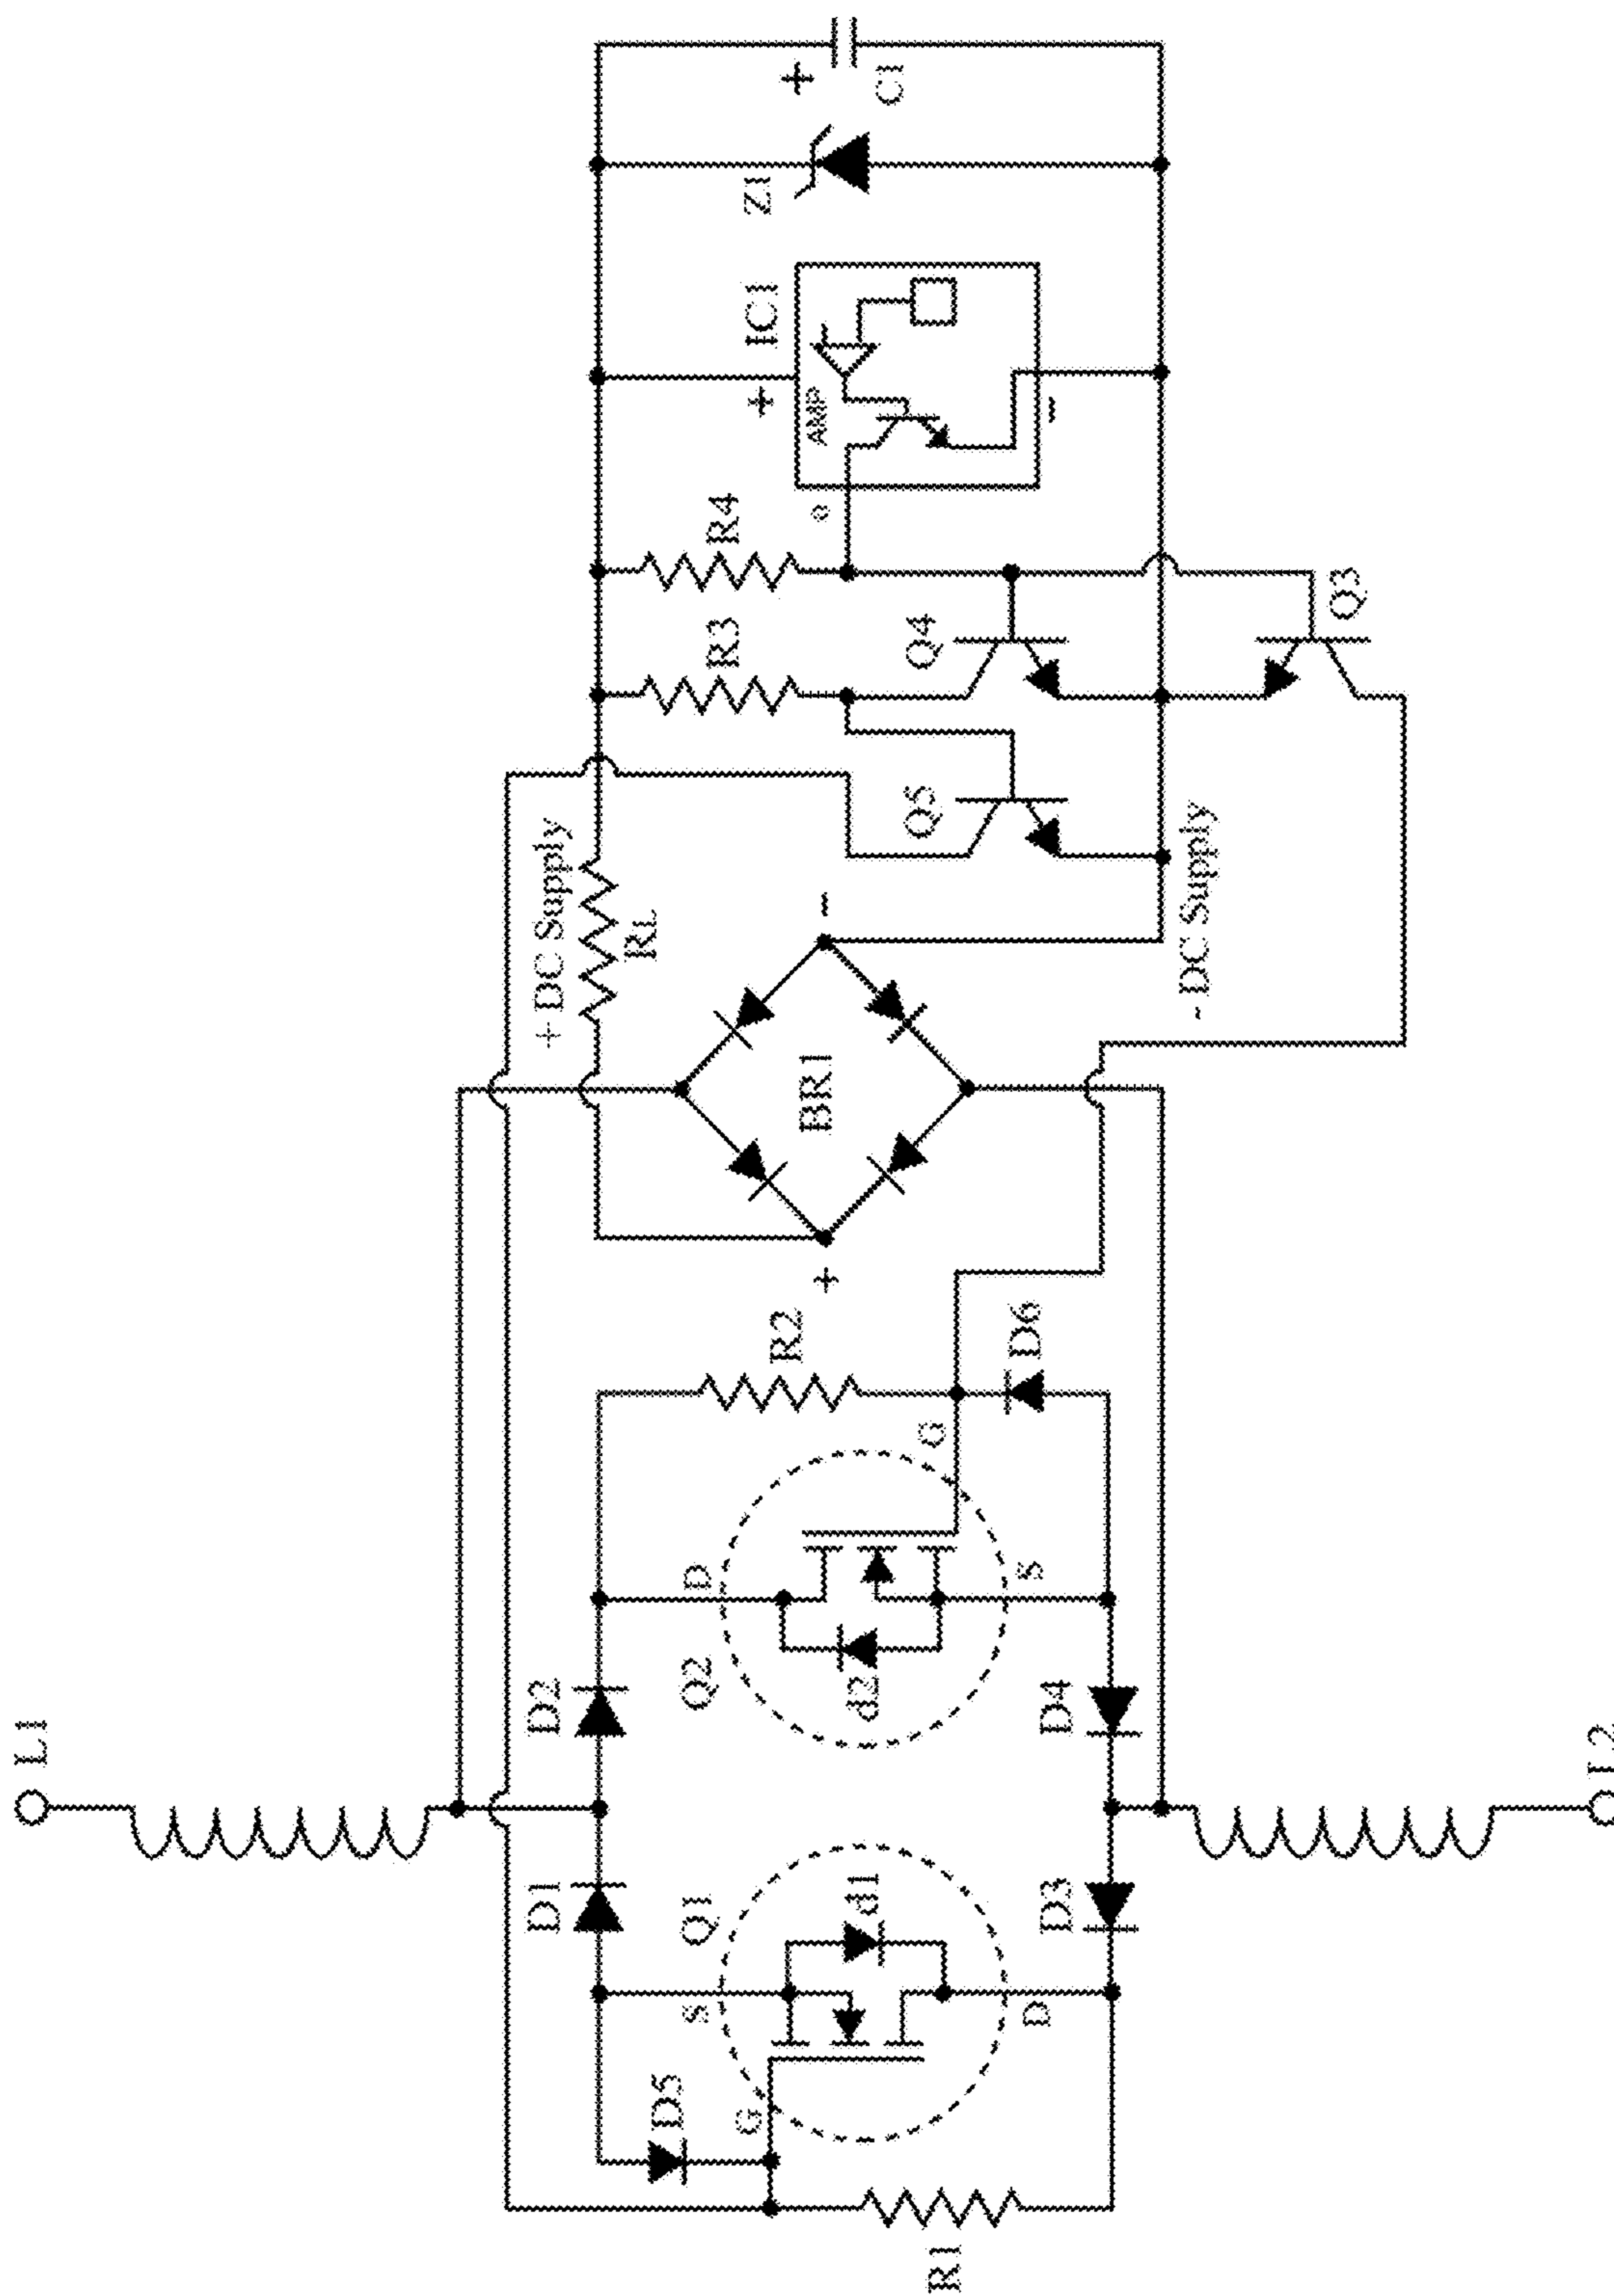 L1
C1
+
Z1
IC1
+
AMP
−
o
R4
R3
Q4
Q3
Q5
+ DC Supply
RL
−
- DC Supply
BR1
+
R2
D6
G
D
S
Q2
d2
D2
D4
L2
D1
D3
Q1
d1
S
D
D5
G
R1